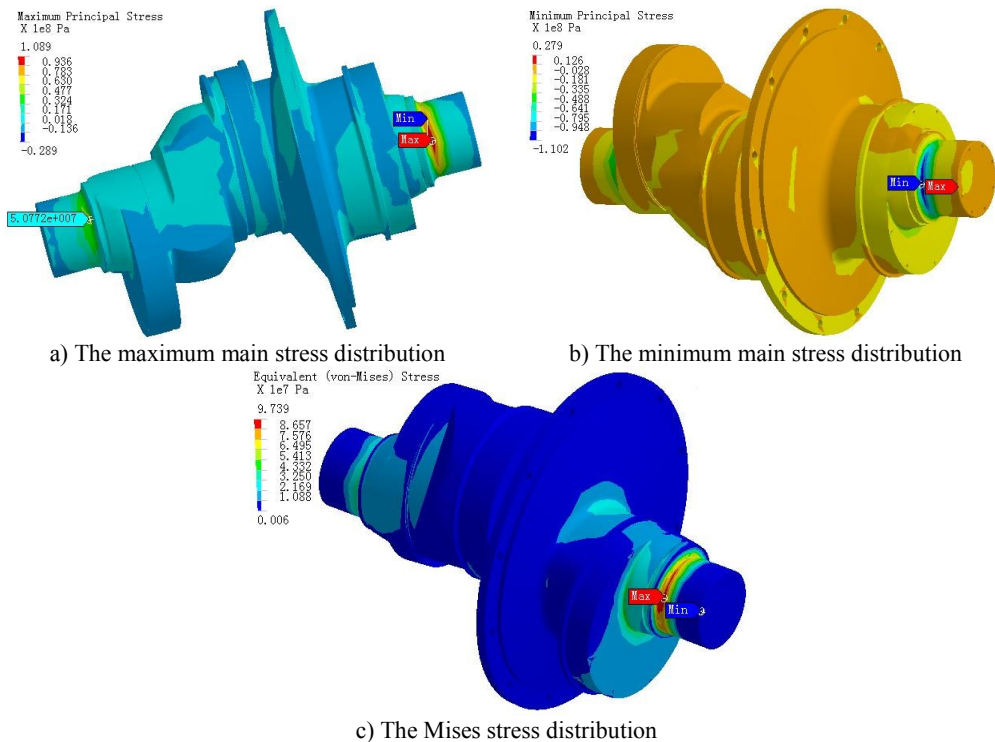 Maximum Principal Stress
X 1e8 Pa
1.089
0.936
0.783
0.630
0.477
0.324
0.171
0.018
-0.136
-0.289
Min
Max
5.0772e+007
a) The maximum main stress distribution
Minimum Principal Stress
X 1e8 Pa
0.279
0.126
-0.028
-0.181
-0.335
-0.488
-0.641
-0.795
-0.948
-1.102
Min
Max
b) The minimum main stress distribution
Equivalent (von-Mises) Stress
X 1e7 Pa
9.739
8.657
7.576
6.495
5.413
4.332
3.250
2.169
1.088
0.006
Max
Min
c) The Mises stress distribution